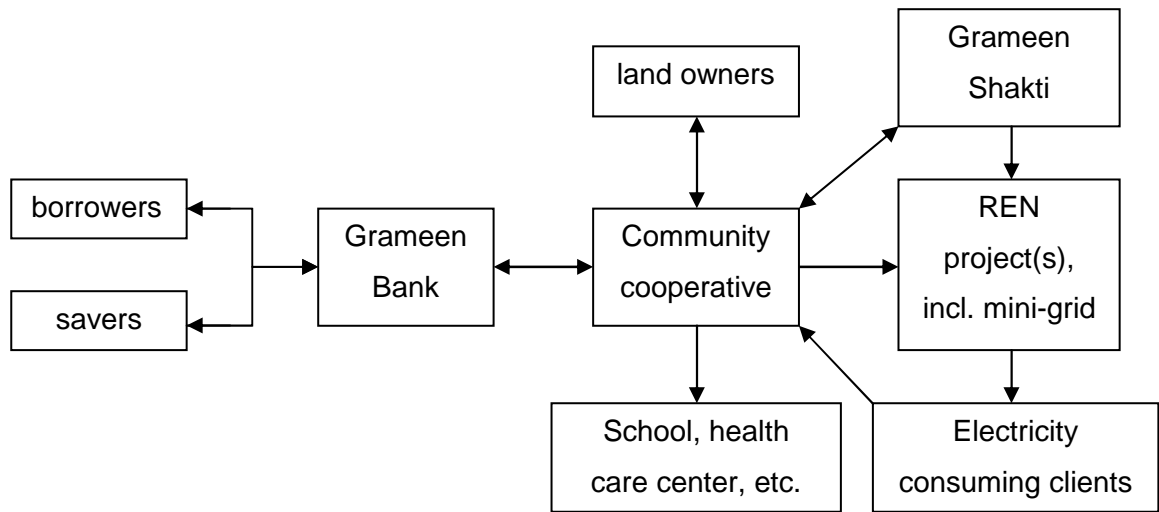 Grameen
Shakti
land owners
borrowers
savers
Grameen
Bank
Community
cooperative
REN
project(s),
incl. mini-grid
School, health
care center, etc.
Electricity
consuming clients